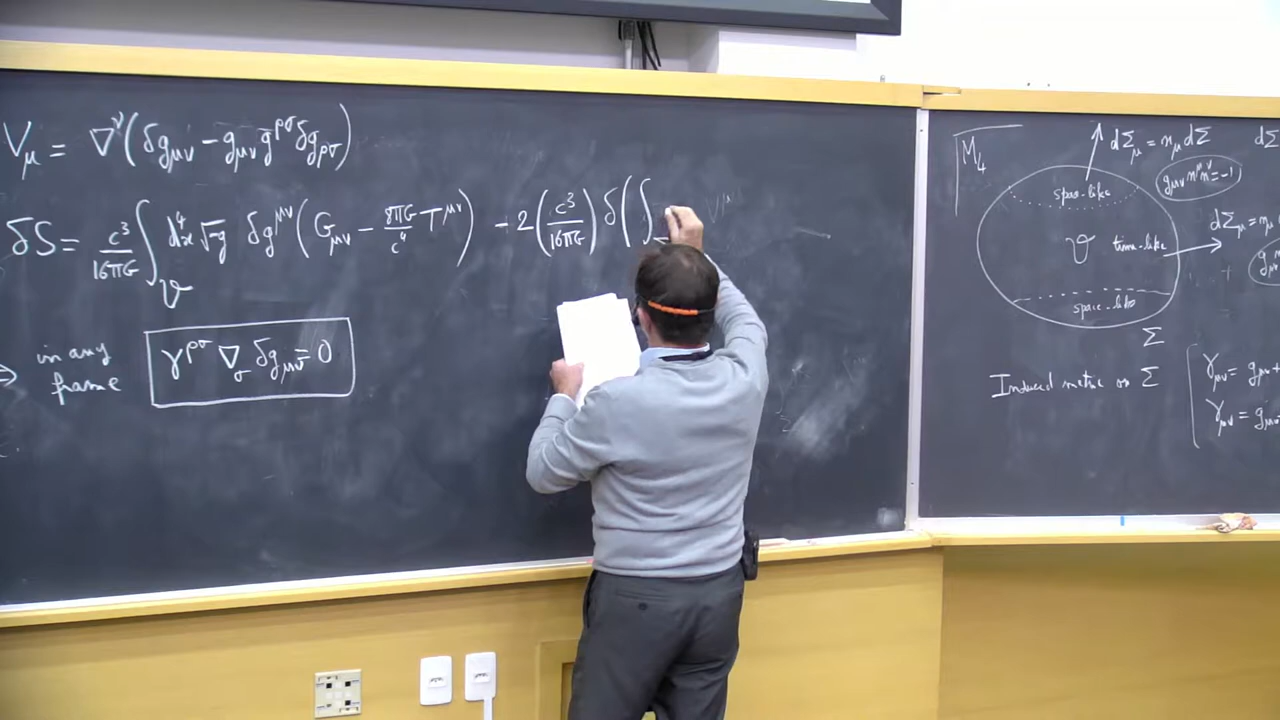 V_μ = ∇^ν(δg_μν − g_μν g^ρσ δg_ρσ)
δS = c³/16πG ∫_𝒱 d⁴x √−g δg^μν (G_μν − 8πG/c⁴ T^μν) − 2(c³/16πG) δ(∫
→ in any frame
γ^ρσ ∇_σ δg_μν = 0
M₄
dΣ_μ = n_μ dΣ
dΣ
space-like
g_μν n^μ n^ν = −1
𝒱
time-like
dΣ_μ = n_μ
space-like
Σ
Induced metric on Σ
γ_μν = g_μν +
γ_μν = g_μν